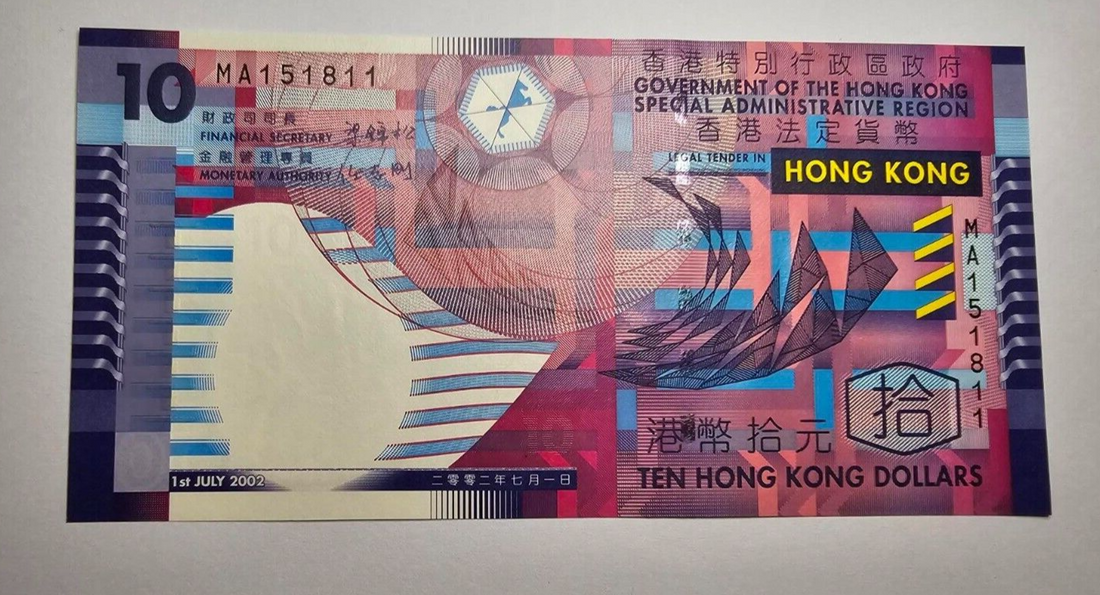 10
MA151811
財政司司長
FINANCIAL SECRETARY
金融管理專員
MONETARY AUTHORITY
香港特別行政區政府
GOVERNMENT OF THE HONG KONG
SPECIAL ADMINISTRATIVE REGION
香港法定貨幣
LEGAL TENDER IN
HONG KONG
MA151811
拾
港幣拾元
TEN HONG KONG DOLLARS
10
1st JULY 2002
二零零二年七月一日